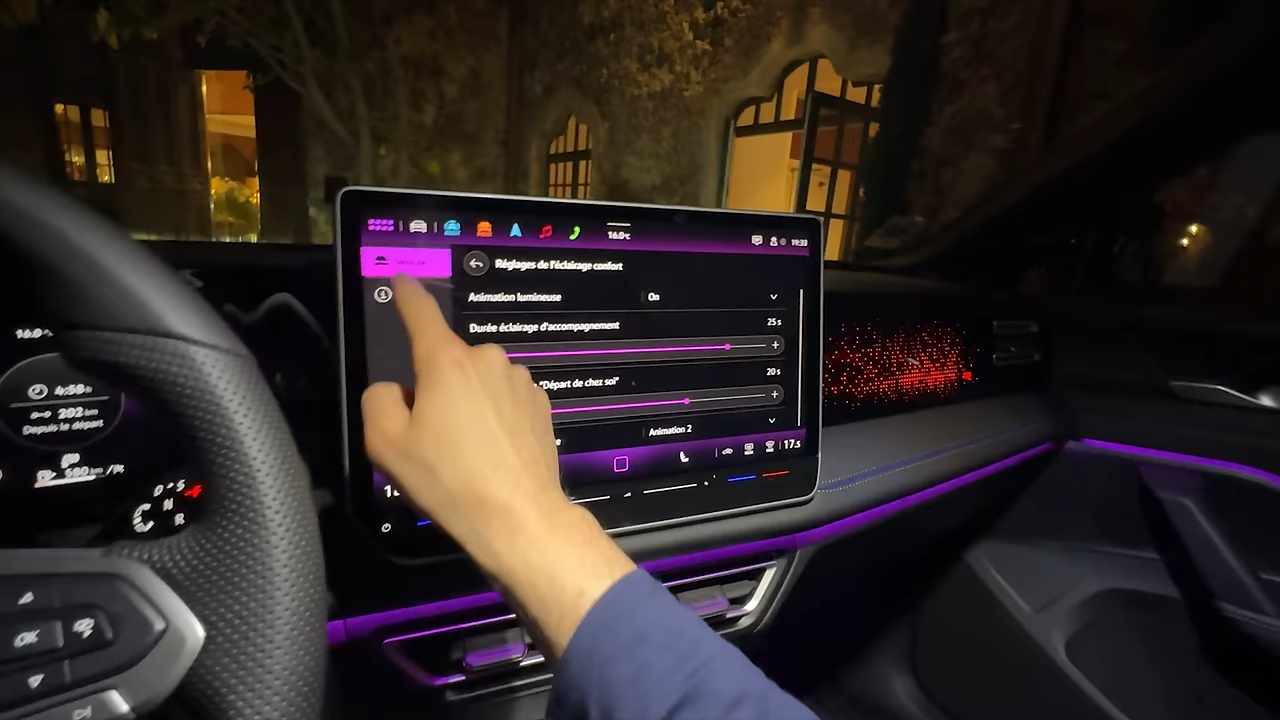 16.0°c
19:33
Réglages de l'éclairage confort
Animation lumineuse
On
Durée éclairage d'accompagnement
25 s
+
"Départ de chez soi"
20 s
+
Animation 2
17.5
4:58 h
202 km
Depuis le départ
D S
N
R
OK